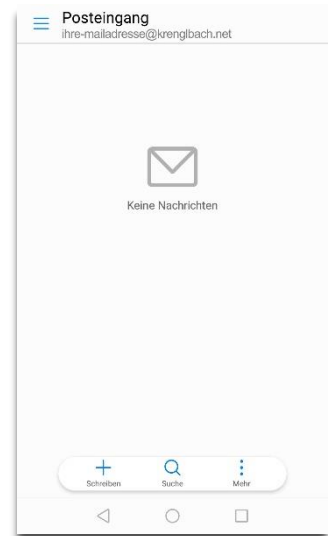 Posteingang
ihre-mailadresse@krenglbach.net
Keine Nachrichten
Schreiben Suche Mehr